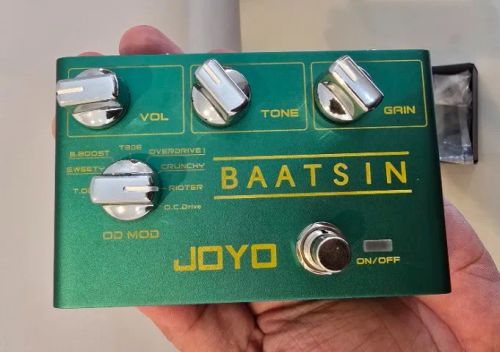 VOL
TONE
GAIN
B.BOOST
TS08
OVERDRIVE1
SWEETY
CRUNCHY
RIOTER
O.C.Drive
OD MOD
BAATSIN
JOYO
ON/OFF